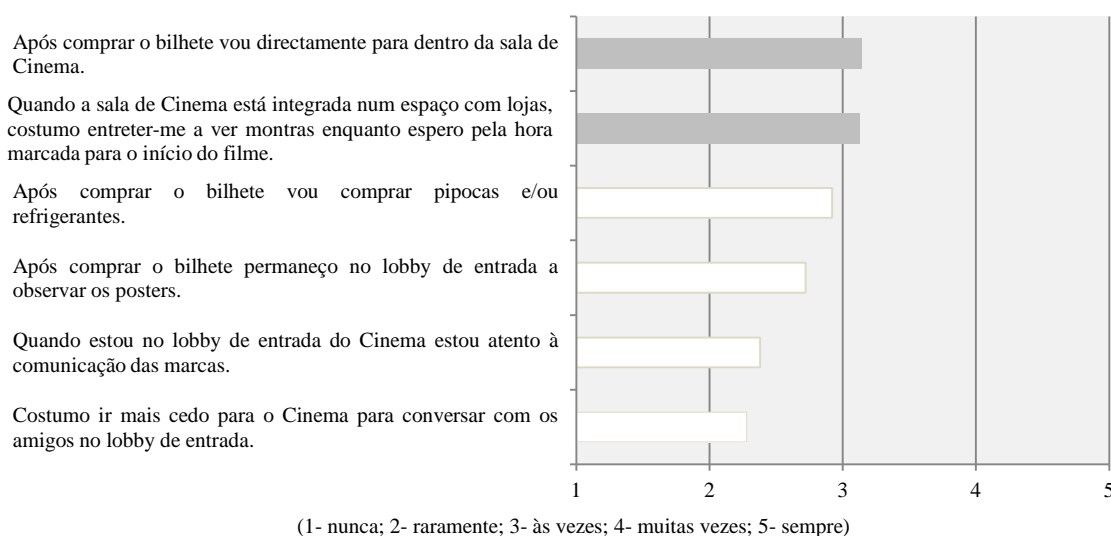 Após comprar o bilhete vou directamente para dentro da sala de
Cinema.
Quando a sala de Cinema está integrada num espaço com lojas,
costumo entreter-me a ver montras enquanto espero pela hora
marcada para o início do filme.
Após comprar o bilhete vou comprar pipocas e/ou
refrigerantes.
Após comprar o bilhete permaneço no lobby de entrada a
observar os posters.
Quando estou no lobby de entrada do Cinema estou atento à
comunicação das marcas.
Costumo ir mais cedo para o Cinema para conversar com os
amigos no lobby de entrada.
1 2 3 4 5
(1- nunca; 2- raramente; 3- às vezes; 4- muitas vezes; 5- sempre)